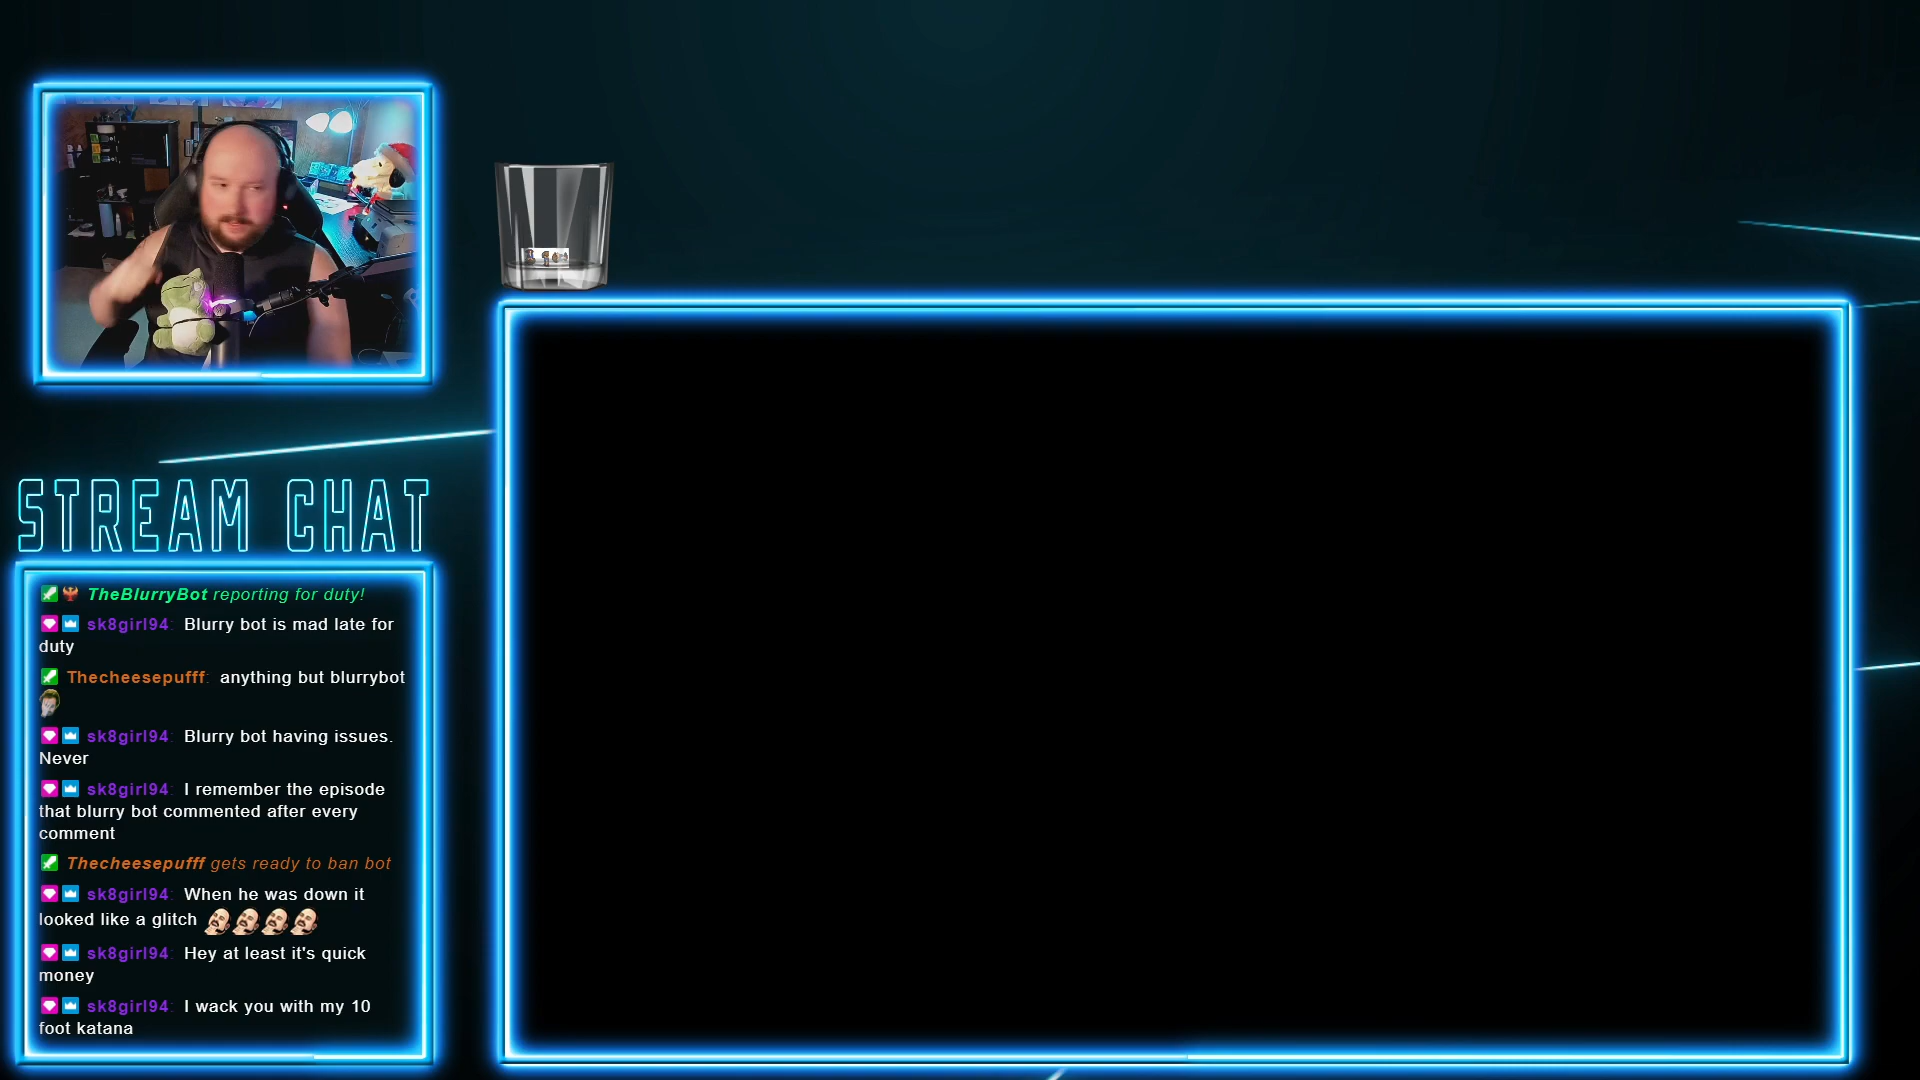 STREAM CHAT
TheBlurryBot reporting for duty!
sk8girl94: Blurry bot is mad late for
duty
Thecheesepufff: anything but blurrybot
sk8girl94: Blurry bot having issues.
Never
sk8girl94: I remember the episode
that blurry bot commented after every
comment
Thecheesepufff gets ready to ban bot
sk8girl94: When he was down it
looked like a glitch
sk8girl94: Hey at least it's quick
money
sk8girl94: I wack you with my 10
foot katana